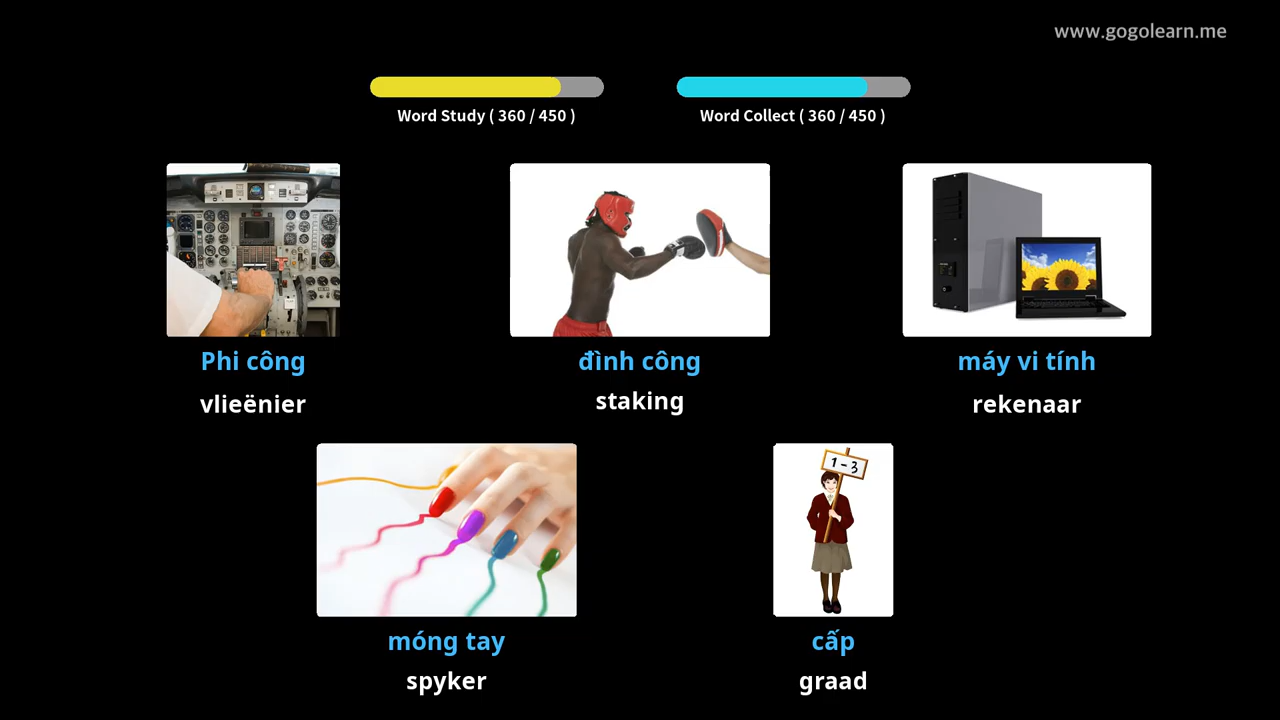 www.gogolearn.me
Word Study ( 360 / 450 )
Word Collect ( 360 / 450 )
Phi công
vlieënier
đình công
staking
máy vi tính
rekenaar
móng tay
spyker
1 - 3
cấp
graad